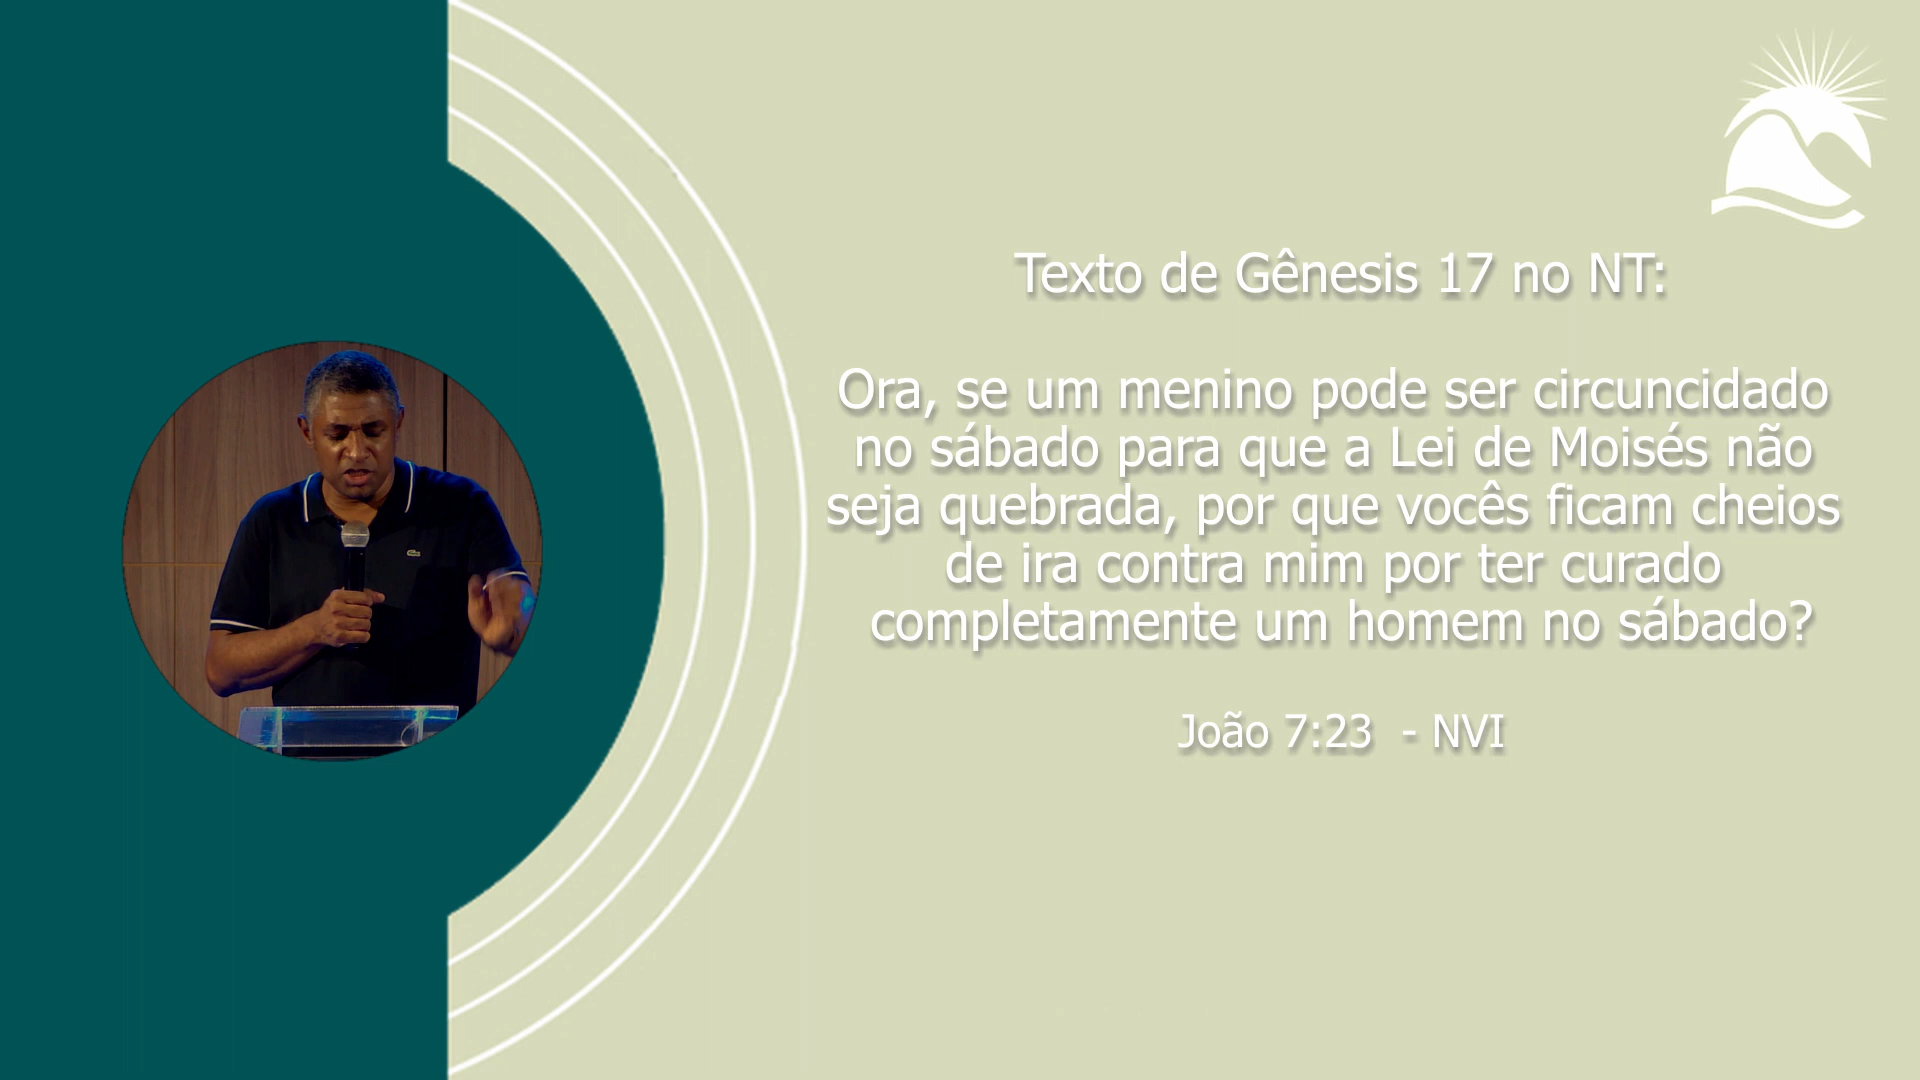 Texto de Gênesis 17 no NT:
Ora, se um menino pode ser circuncidado
no sábado para que a Lei de Moisés não
seja quebrada, por que vocês ficam cheios
de ira contra mim por ter curado
completamente um homem no sábado?
João 7:23  - NVI